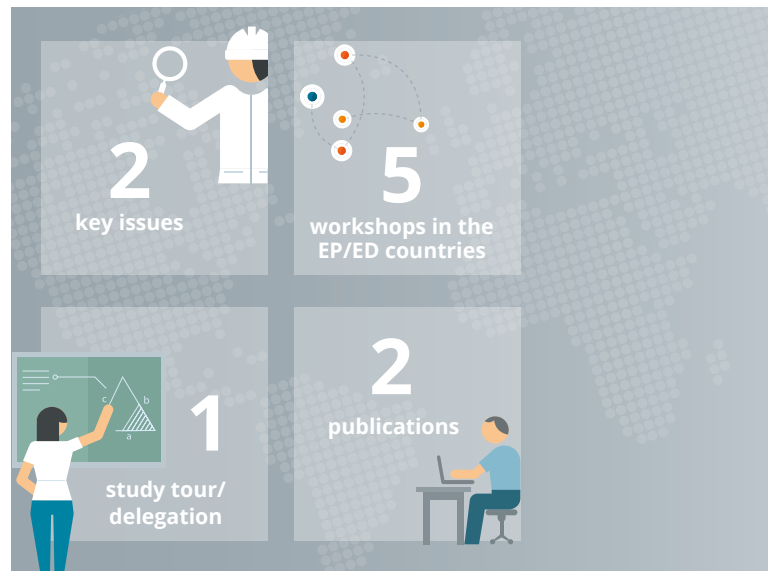 2
key issues
5
workshops in the
EP/ED countries
c
b
a
1
study tour/
delegation
2
publications